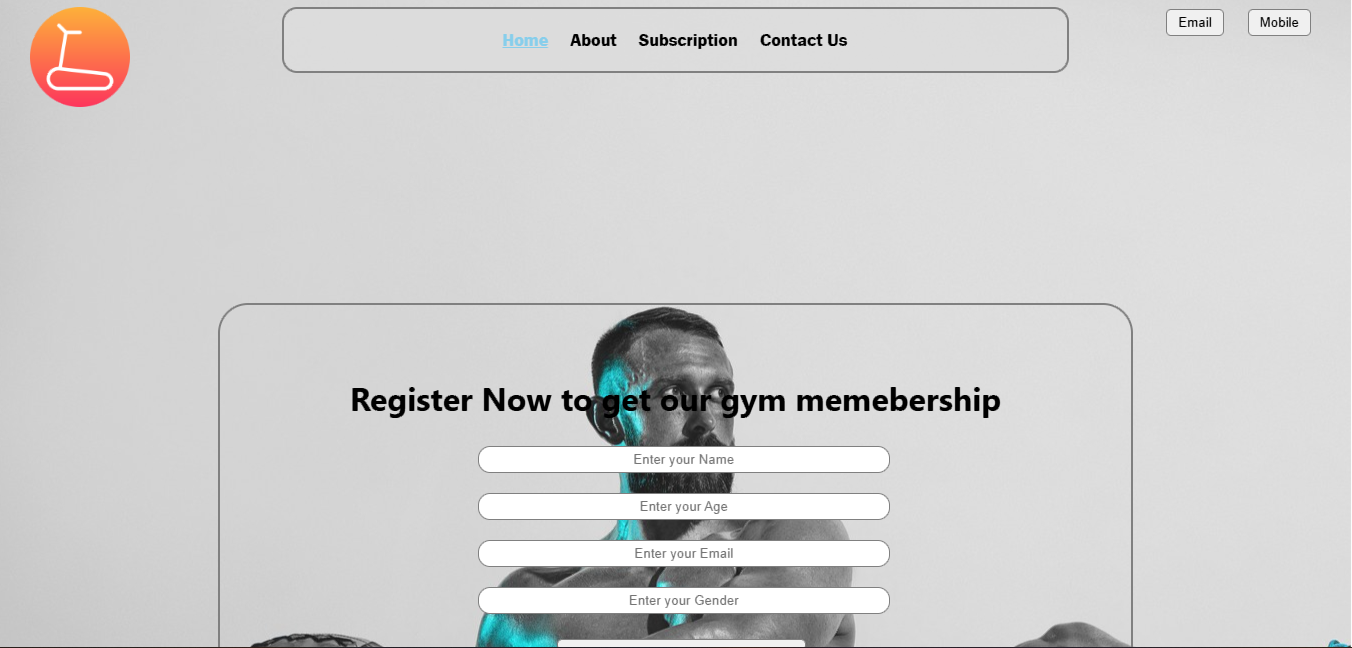 Home About Subscription Contact Us
Email Mobile
Register Now to get our gym memebership
Enter your Name
Enter your Age
Enter your Email
Enter your Gender